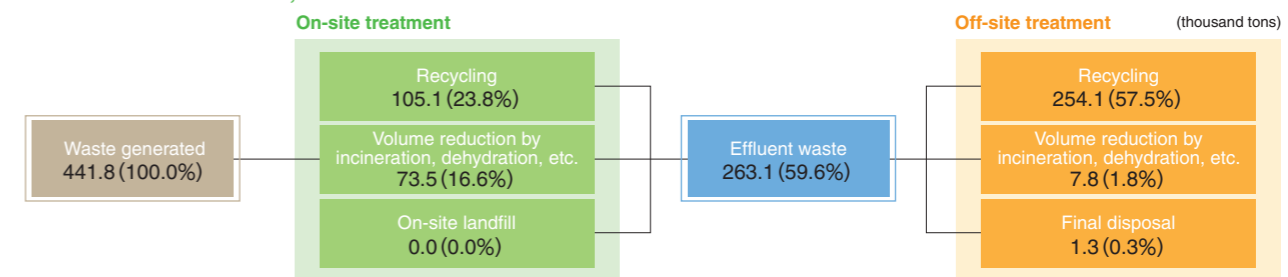 On-site treatment
Off-site treatment
(thousand tons)
Recycling
105.1 (23.8%)
Recycling
254.1 (57.5%)
Waste generated
441.8 (100.0%)
Volume reduction by
incineration, dehydration, etc.
73.5 (16.6%)
Effluent waste
263.1 (59.6%)
Volume reduction by
incineration, dehydration, etc.
7.8 (1.8%)
On-site landfill
0.0 (0.0%)
Final disposal
1.3 (0.3%)